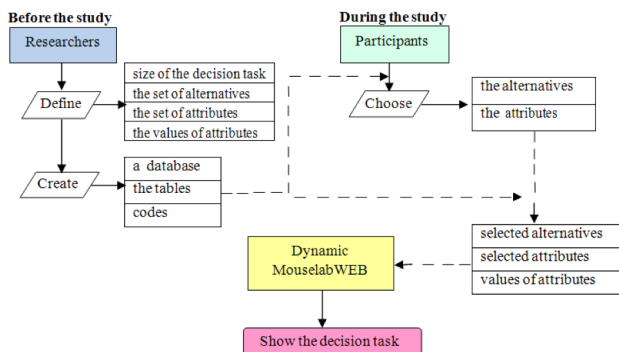 Before the study
Researchers
Define
size of the decision task
the set of alternatives
the set of attributes
the values of attributes
Create
a database
the tables
codes
During the study
Participants
Choose
the alternatives
the attributes
selected alternatives
selected attributes
values of attributes
Dynamic
MouselabWEB
Show the decision task